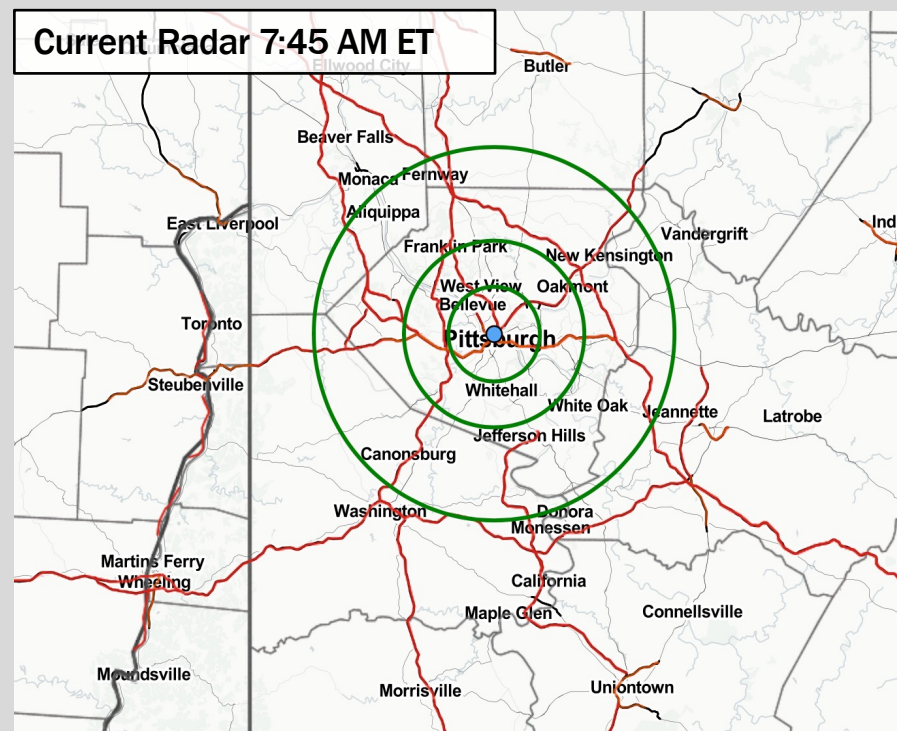 Current Radar 7:45 AM ET
Ellwood City
Butler
Beaver Falls
Monaca
Fernway
Aliquippa
East Liverpool
Vandergrift
Ind
Franklin Park
New Kensington
West View
Oakmont
Bellevue
Toronto
Pittsburgh
Steubenville
Whitehall
White Oak
Jeannette
Latrobe
Jefferson Hills
Canonsburg
Washington
Donora
Monessen
Martins Ferry
Wheeling
California
Maple Glen
Connellsville
Moundsville
Morrisville
Uniontown